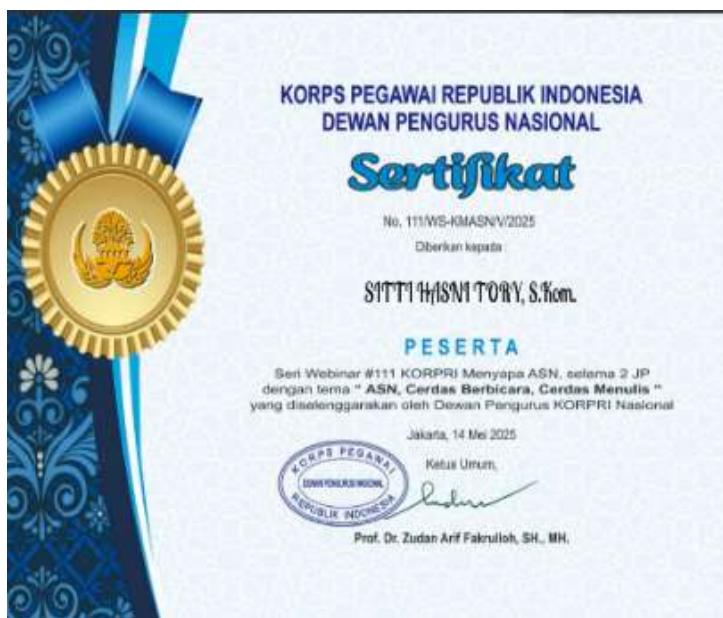 KORPS PEGAWAI REPUBLIK INDONESIA
DEWAN PENGURUS NASIONAL
Sertifikat
No. 111/WS-KMASN/V/2025
Diberikan kepada :
SITTI HASNI TORY, S.Kom.
PESERTA
Seri Webinar #111 KORPRI Menyapa ASN, selama 2 JP
dengan tema " ASN, Cerdas Berbicara, Cerdas Menulis "
yang diselenggarakan oleh Dewan Pengurus KORPRI Nasional
Jakarta, 14 Mei 2025
Ketua Umum,
KORPS PEGAWAI
DEWAN PENGURUS NASIONAL
REPUBLIK INDONESIA
Prof. Dr. Zudan Arif Fakrulloh, SH., MH.